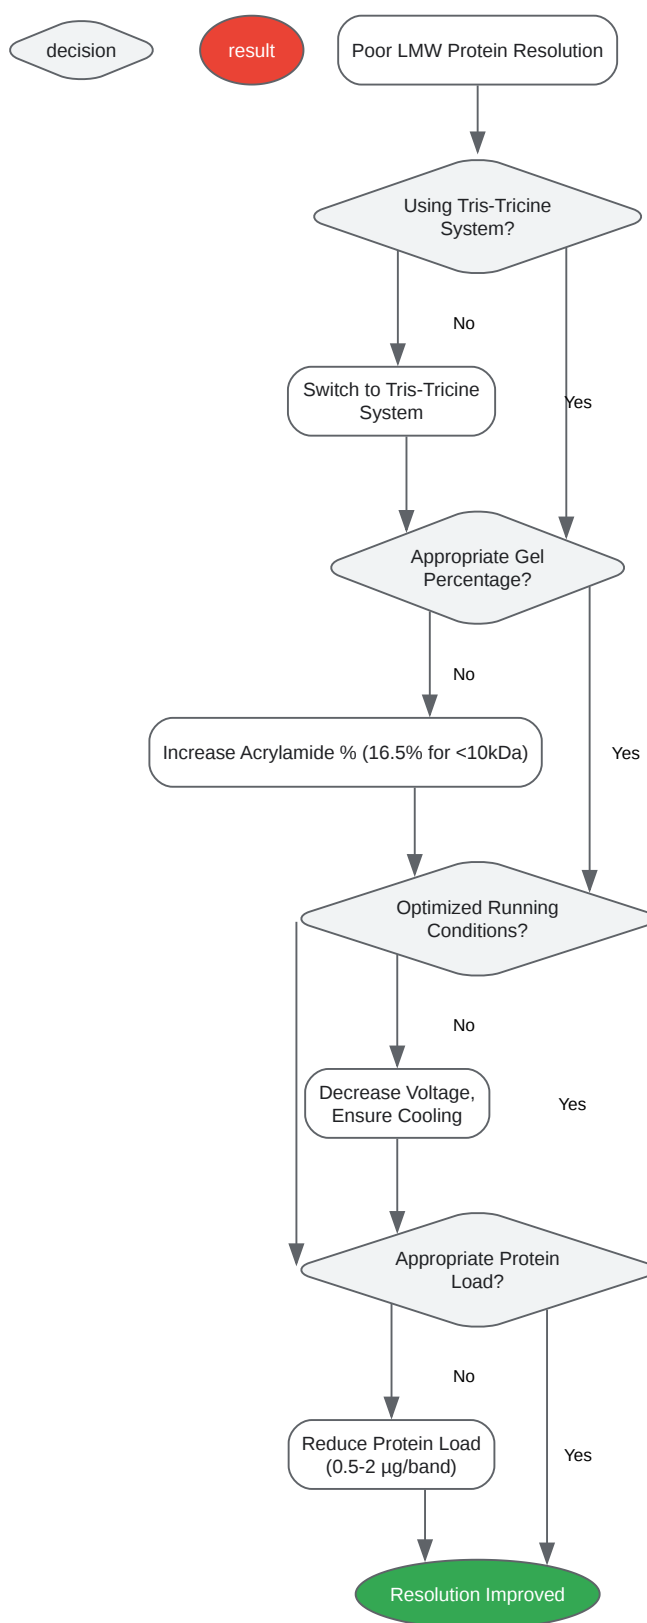 decision
result
Poor LMW Protein Resolution
Using Tris-Tricine
System?
No
Switch to Tris-Tricine
System
Yes
Appropriate Gel
Percentage?
No
Increase Acrylamide % (16.5% for <10kDa)
Yes
Optimized Running
Conditions?
No
Decrease Voltage,
Ensure Cooling
Yes
Appropriate Protein
Load?
No
Reduce Protein Load
(0.5-2 µg/band)
Yes
Resolution Improved